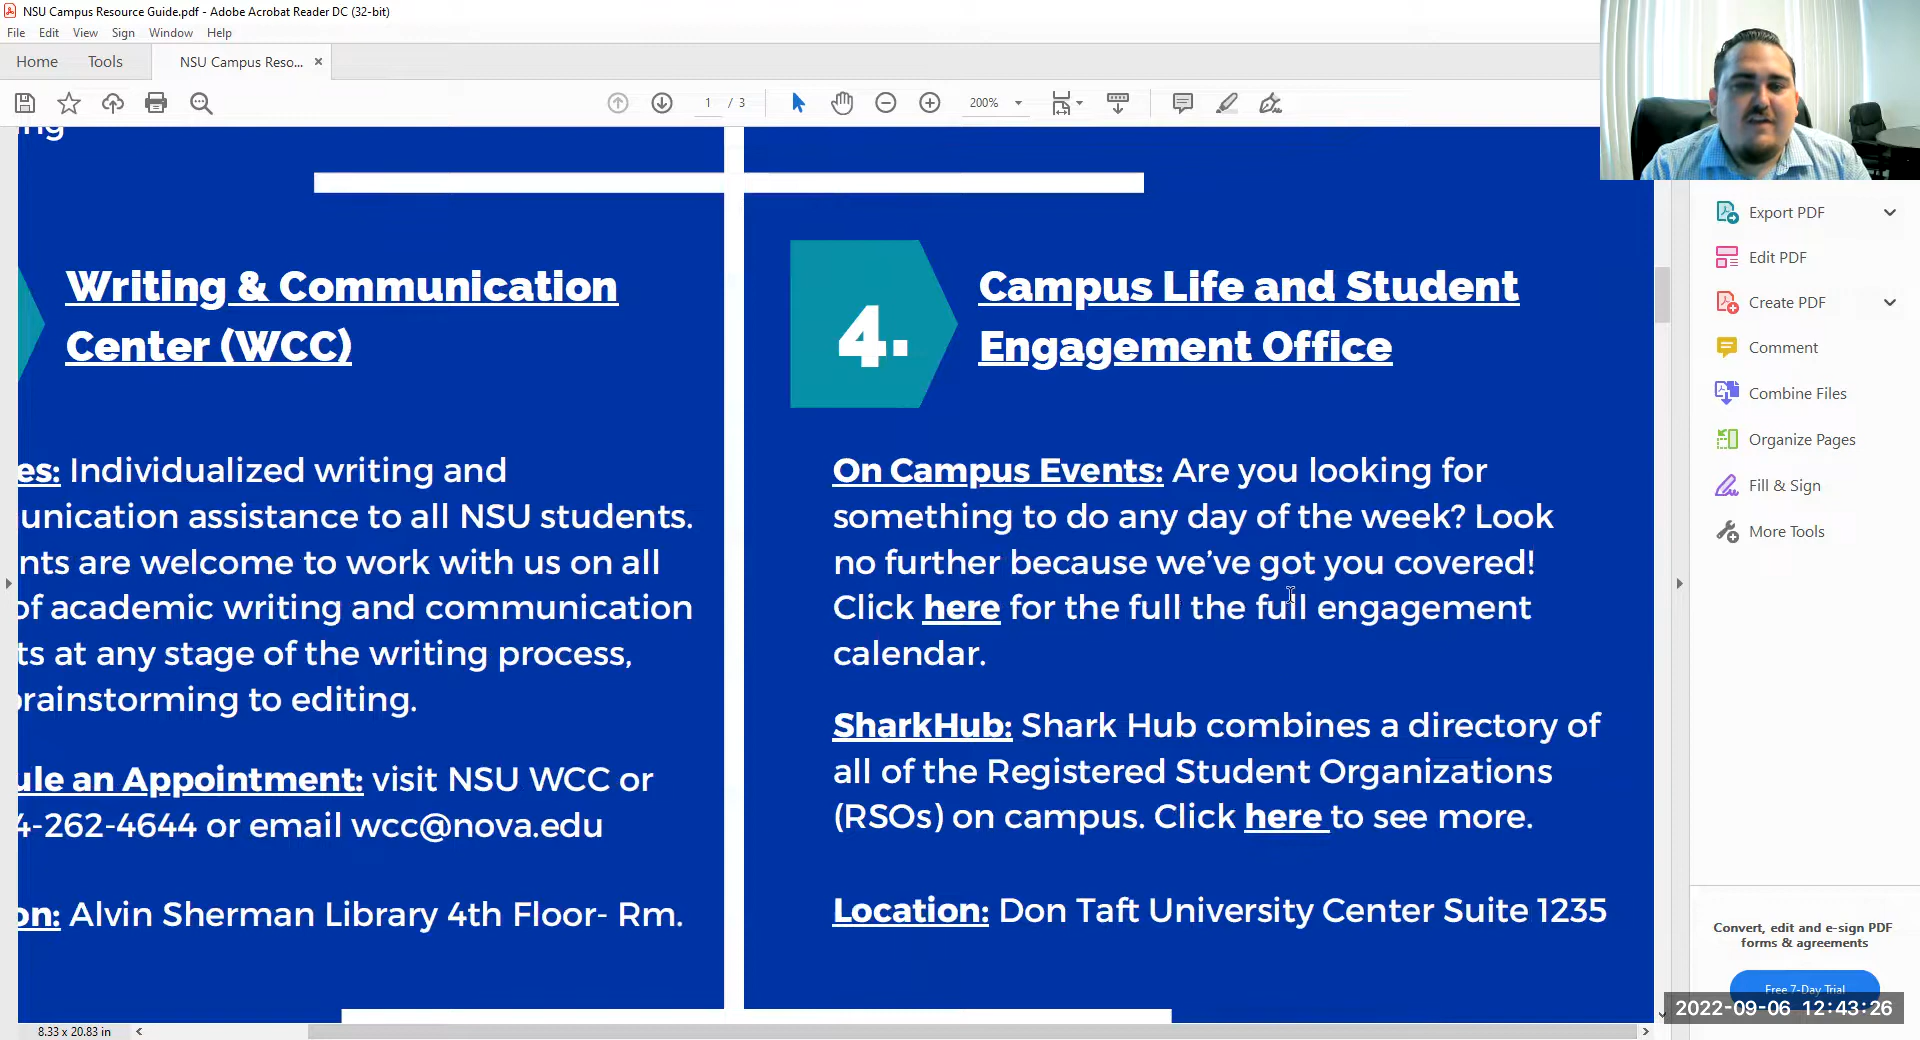 NSU Campus Resource Guide.pdf - Adobe Acrobat Reader DC (32-bit)
File Edit View Sign Window Help
Home Tools NSU Campus Reso... ×
1 / 3 200%
Writing & Communication
Center (WCC)
es: Individualized writing and
unication assistance to all NSU students.
nts are welcome to work with us on all
of academic writing and communication
ts at any stage of the writing process,
brainstorming to editing.
ule an Appointment: visit NSU WCC or
4-262-4644 or email wcc@nova.edu
on: Alvin Sherman Library 4th Floor- Rm.
4.
Campus Life and Student
Engagement Office
On Campus Events: Are you looking for
something to do any day of the week? Look
no further because we’ve got you covered!
Click here for the full the full engagement
calendar.
SharkHub: Shark Hub combines a directory of
all of the Registered Student Organizations
(RSOs) on campus. Click here to see more.
Location: Don Taft University Center Suite 1235
Export PDF
Edit PDF
Create PDF
Comment
Combine Files
Organize Pages
Fill & Sign
More Tools
Convert, edit and e-sign PDF
forms & agreements
Free 7-Day Trial
2022-09-06 12:43:26
8.33 x 20.83 in